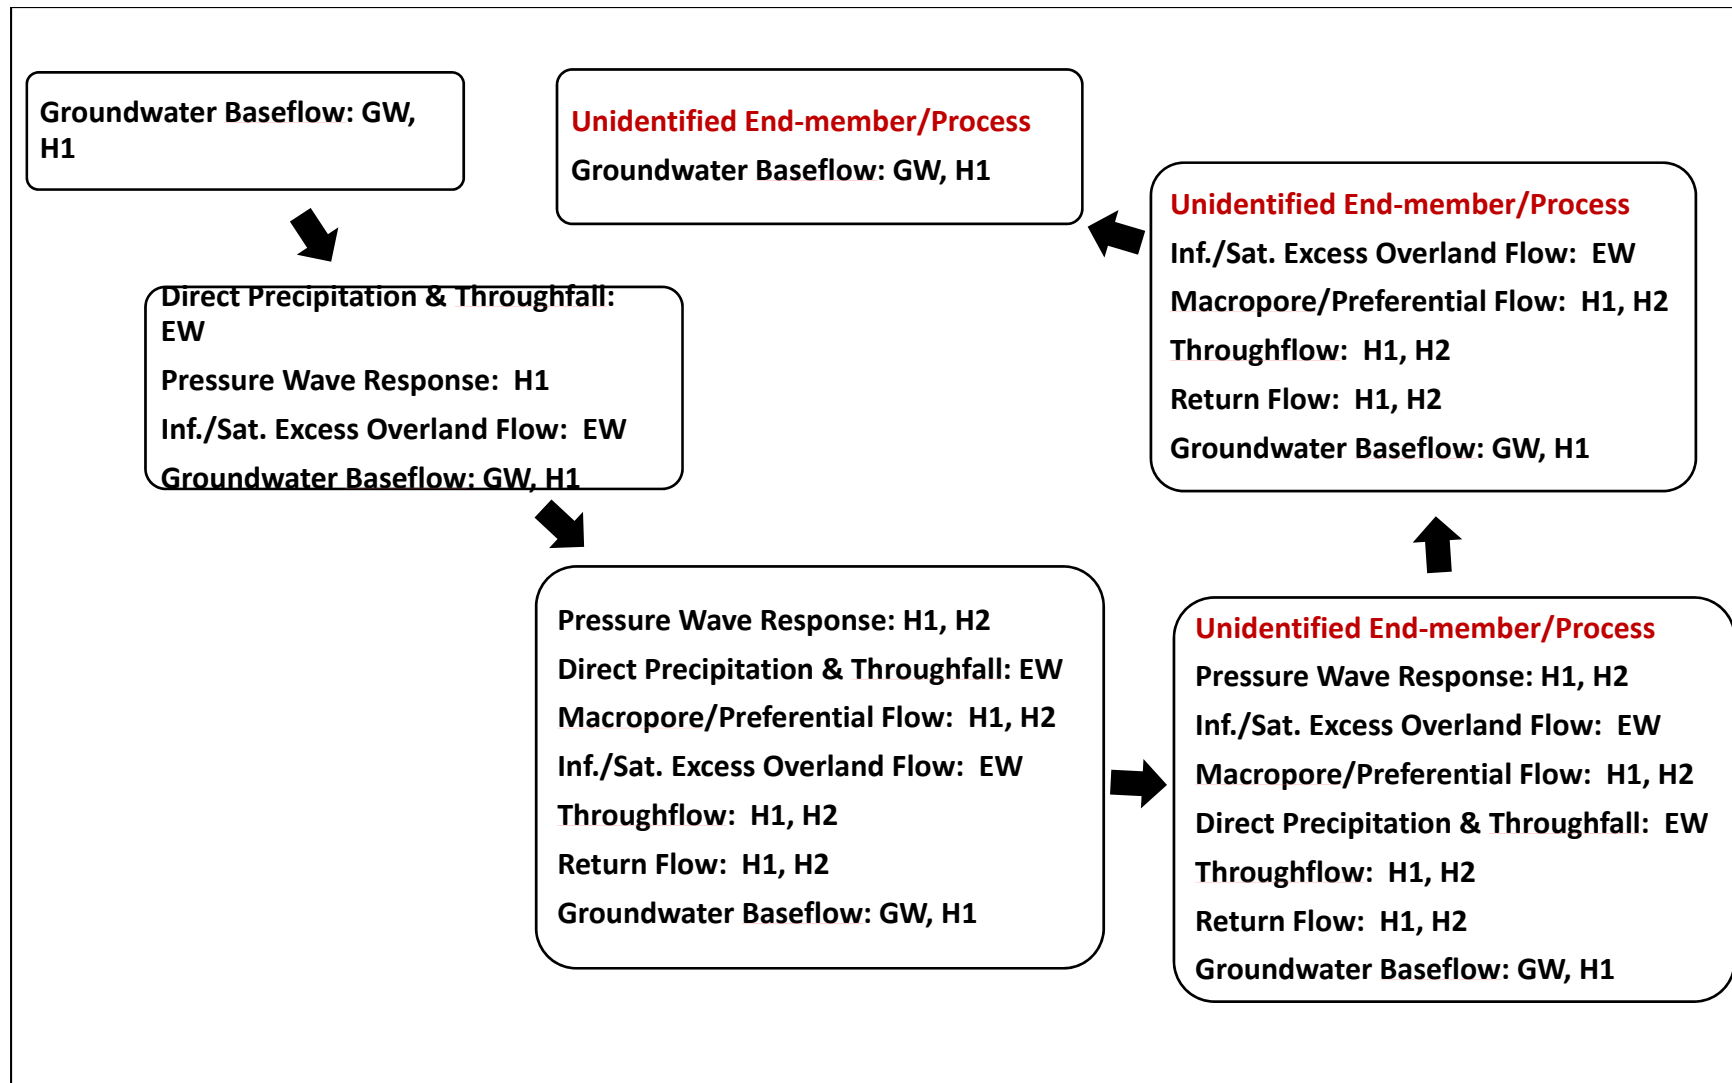 Groundwater Baseflow: GW,
H1
Direct Precipitation & Throughfall:
EW
Pressure Wave Response:  H1
Inf./Sat. Excess Overland Flow:  EW
Groundwater Baseflow: GW, H1
Pressure Wave Response: H1, H2
Direct Precipitation & Throughfall: EW
Macropore/Preferential Flow:  H1, H2
Inf./Sat. Excess Overland Flow:  EW
Throughflow:  H1, H2
Return Flow:  H1, H2
Groundwater Baseflow: GW, H1
Unidentified End-member/Process
Pressure Wave Response: H1, H2
Inf./Sat. Excess Overland Flow:  EW
Macropore/Preferential Flow:  H1, H2
Direct Precipitation & Throughfall:  EW
Throughflow:  H1, H2
Return Flow:  H1, H2
Groundwater Baseflow: GW, H1
Unidentified End-member/Process
Inf./Sat. Excess Overland Flow:  EW
Macropore/Preferential Flow:  H1, H2
Throughflow:  H1, H2
Return Flow:  H1, H2
Groundwater Baseflow: GW, H1
Unidentified End-member/Process
Groundwater Baseflow: GW, H1